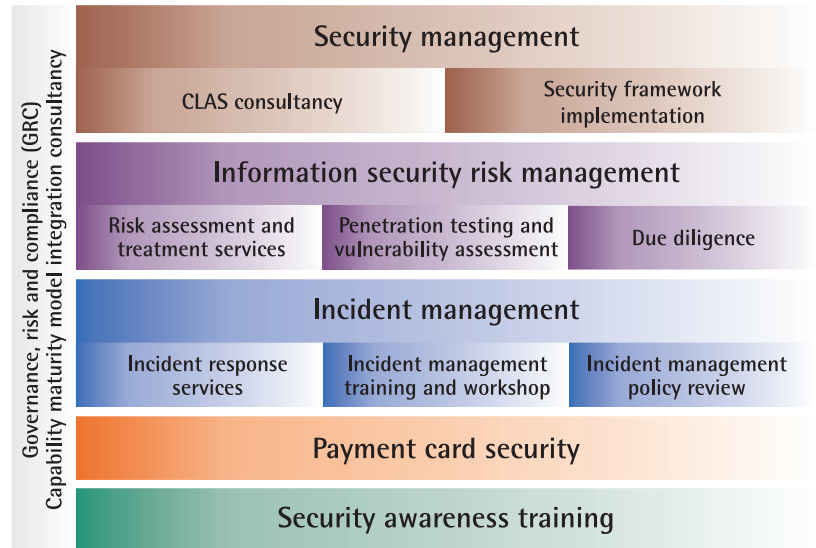 Governance, risk and compliance (GRC)
Capability maturity model integration consultancy
Security management
CLAS consultancy
Security framework
implementation
Information security risk management
Risk assessment and
treatment services
Penetration testing and
vulnerability assessment
Due diligence
Incident management
Incident response
services
Incident management
training and workshop
Incident management
policy review
Payment card security
Security awareness training